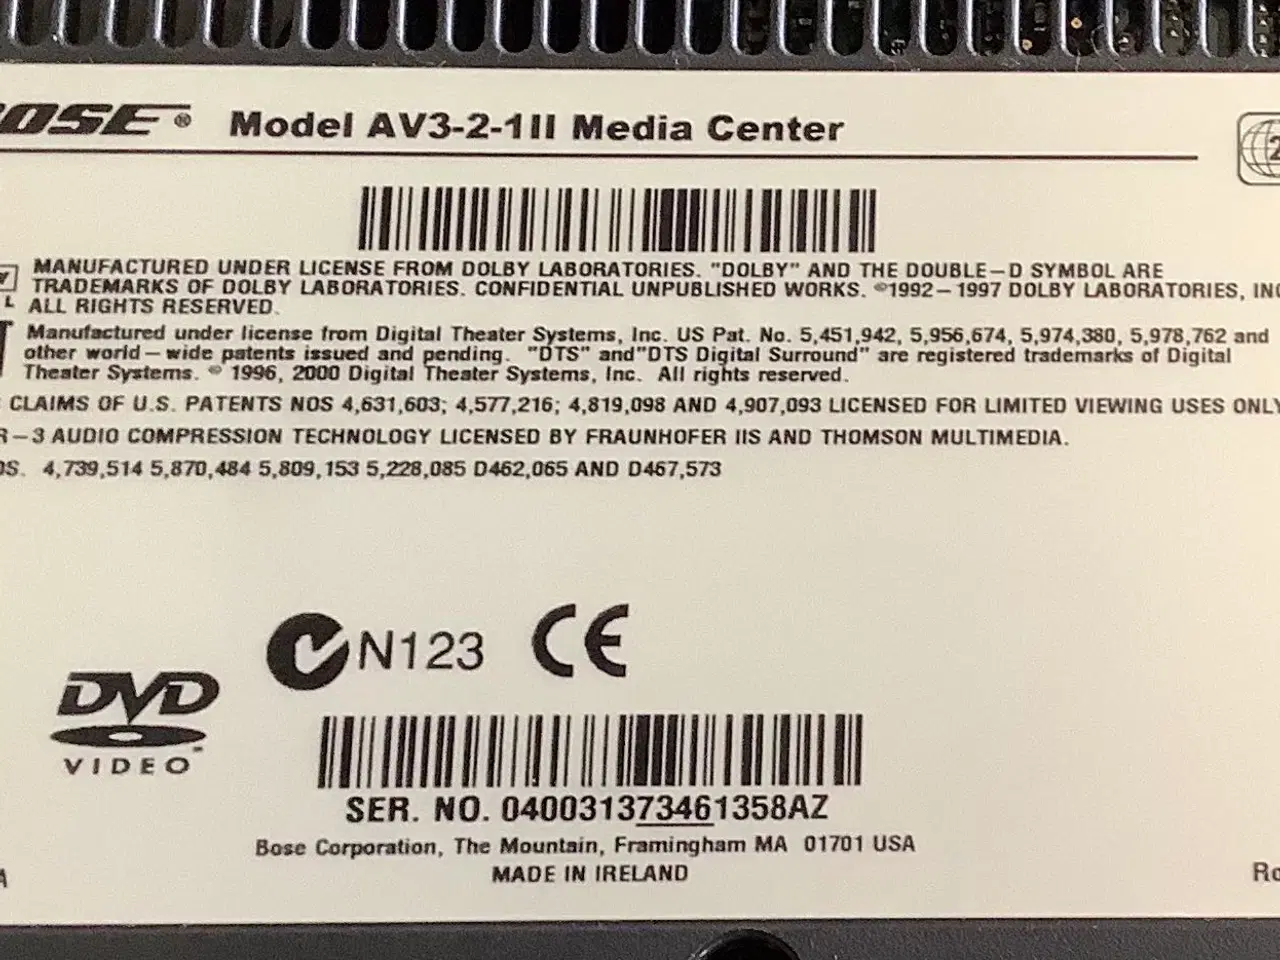 BOSE® Model AV3-2-1II Media Center
2
MANUFACTURED UNDER LICENSE FROM DOLBY LABORATORIES. "DOLBY" AND THE DOUBLE-D SYMBOL ARE
TRADEMARKS OF DOLBY LABORATORIES. CONFIDENTIAL UNPUBLISHED WORKS. ©1992-1997 DOLBY LABORATORIES, INC
L ALL RIGHTS RESERVED.
Manufactured under license from Digital Theater Systems, Inc. US Pat. No. 5,451,942, 5,956,674, 5,974,380, 5,978,762 and
other world-wide patents issued and pending. "DTS" and"DTS Digital Surround" are registered trademarks of Digital
Theater Systems. © 1996, 2000 Digital Theater Systems, Inc. All rights reserved.
CLAIMS OF U.S. PATENTS NOS 4,631,603; 4,577,216; 4,819,098 AND 4,907,093 LICENSED FOR LIMITED VIEWING USES ONLY
R-3 AUDIO COMPRESSION TECHNOLOGY LICENSED BY FRAUNHOFER IIS AND THOMSON MULTIMEDIA.
OS. 4,739,514 5,870,484 5,809,153 5,228,085 D462,065 AND D467,573
N123 CE
DVD
VIDEO™
SER. NO. 040031373461358AZ
Bose Corporation, The Mountain, Framingham MA 01701 USA
A MADE IN IRELAND Ro